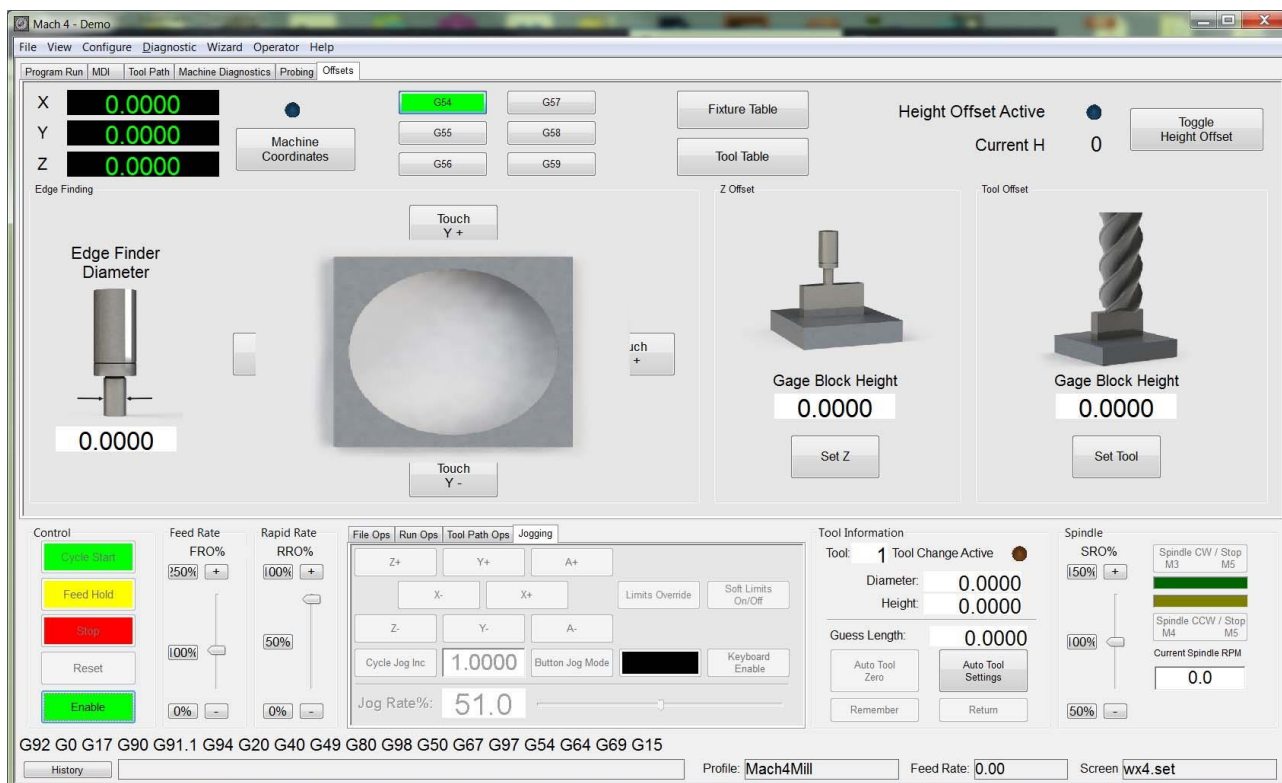 Mach 4 - Demo
File View Configure Diagnostic Wizard Operator Help
Program Run MDI Tool Path Machine Diagnostics Probing Offsets
X 0.0000
Y 0.0000
Z 0.0000
Machine
Coordinates
G54 G57
G55 G58
G56 G59
Fixture Table
Tool Table
Height Offset Active
Current H 0
Toggle
Height Offset
Edge Finding
Edge Finder
Diameter
0.0000
Touch
Y +
uch
+
Touch
Y -
Z Offset
Gage Block Height
0.0000
Set Z
Tool Offset
Gage Block Height
0.0000
Set Tool
Control
Cycle Start
Feed Hold
Stop
Reset
Enable
Feed Rate
FRO%
250% +
100%
0% -
Rapid Rate
RRO%
100% +
50%
0% -
File Ops Run Ops Tool Path Ops Jogging
Z+ Y+ A+
X- X+ Limits Override Soft Limits
On/Off
Z- Y- A-
Cycle Jog Inc 1.0000 Button Jog Mode Keyboard
Enable
Jog Rate%: 51.0
Tool Information
Tool: 1 Tool Change Active
Diameter: 0.0000
Height: 0.0000
Guess Length: 0.0000
Auto Tool
Zero
Auto Tool
Settings
Remember Return
Spindle
SRO%
150% +
100%
50% -
Spindle CW / Stop
M3 M5
Spindle CCW / Stop
M4 M5
Current Spindle RPM
0.0
G92 G0 G17 G90 G91.1 G94 G20 G40 G49 G80 G98 G50 G67 G97 G54 G64 G69 G15
History Profile: Mach4Mill Feed Rate: 0.00 Screen wx4.set